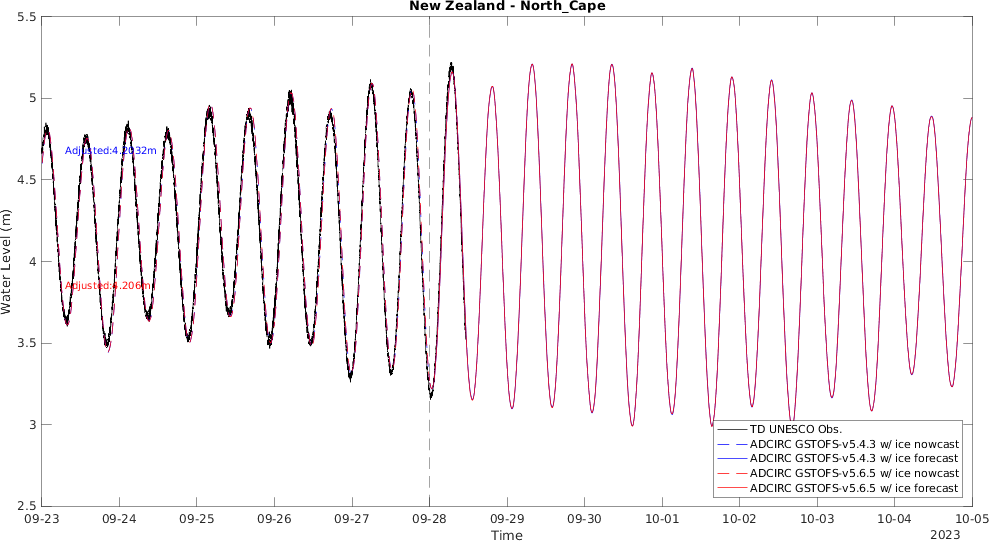 New Zealand - North_Cape
Water Level (m)
5.5
5
4.5
4
3.5
3
2.5
Adjusted:4.2032m
Adjusted:4.206m
TD UNESCO Obs.
ADCIRC GSTOFS-v5.4.3 w/ ice nowcast
ADCIRC GSTOFS-v5.4.3 w/ ice forecast
ADCIRC GSTOFS-v5.6.5 w/ ice nowcast
ADCIRC GSTOFS-v5.6.5 w/ ice forecast
09-23 09-24 09-25 09-26 09-27 09-28 09-29 09-30 10-01 10-02 10-03 10-04 10-05
Time
2023